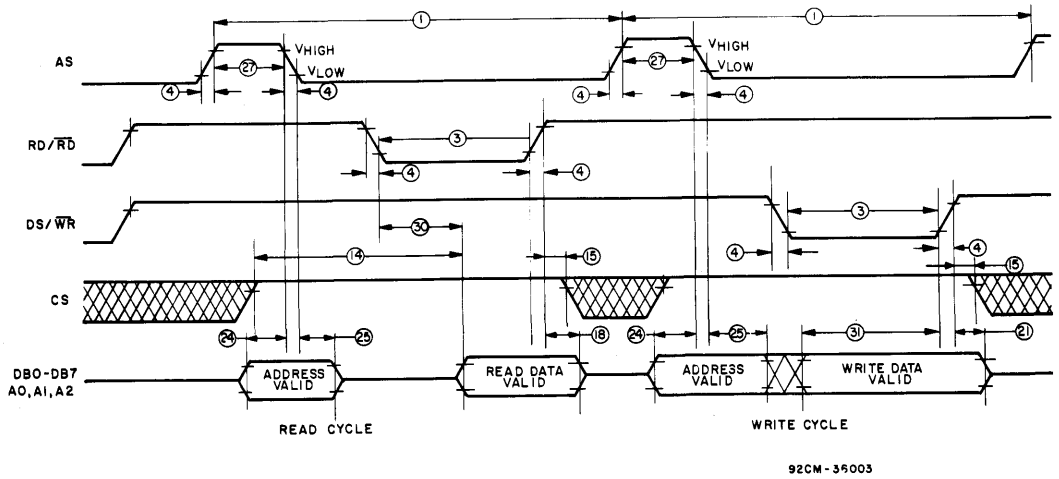 ① ①
AS VHIGH VLOW VHIGH VLOW
㉗ ㉗
④ ④ ④ ④
RD/R̅D̅ ③
④ ④
DS/W̅R̅ ③
㉚ ④ ④
⑭ ⑮ ⑮
CS
㉔ ㉕ ⑱ ㉔ ㉕ ㉛ ㉑
DB0-DB7
A0,A1,A2
ADDRESS
VALID
READ DATA
VALID
ADDRESS
VALID
WRITE DATA
VALID
READ CYCLE WRITE CYCLE
92CM-36003